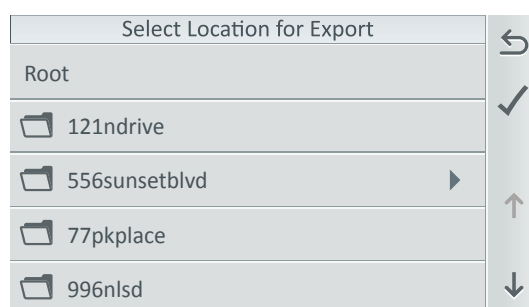 Select Location for Export
Root
121ndrive
556sunsetblvd
77pkplace
996nlsd